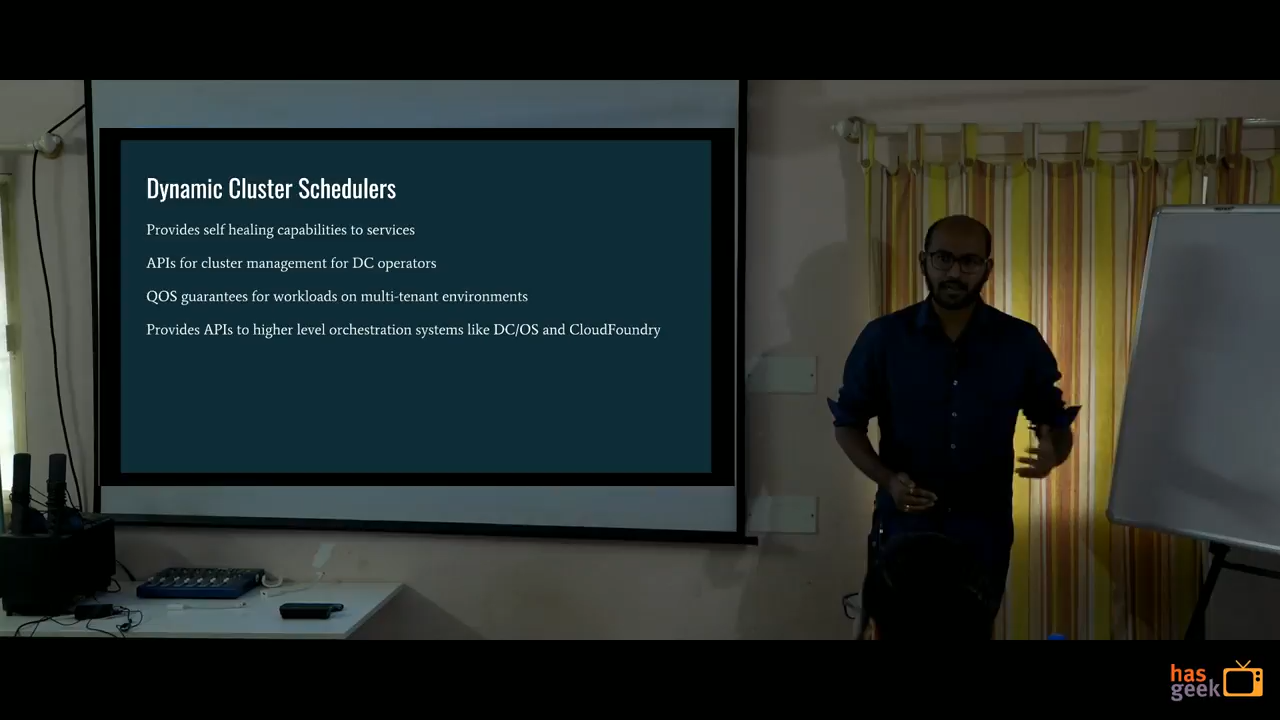 Dynamic Cluster Schedulers
Provides self healing capabilities to services
APIs for cluster management for DC operators
QOS guarantees for workloads on multi-tenant environments
Provides APIs to higher level orchestration systems like DC/OS and CloudFoundry
has
geek